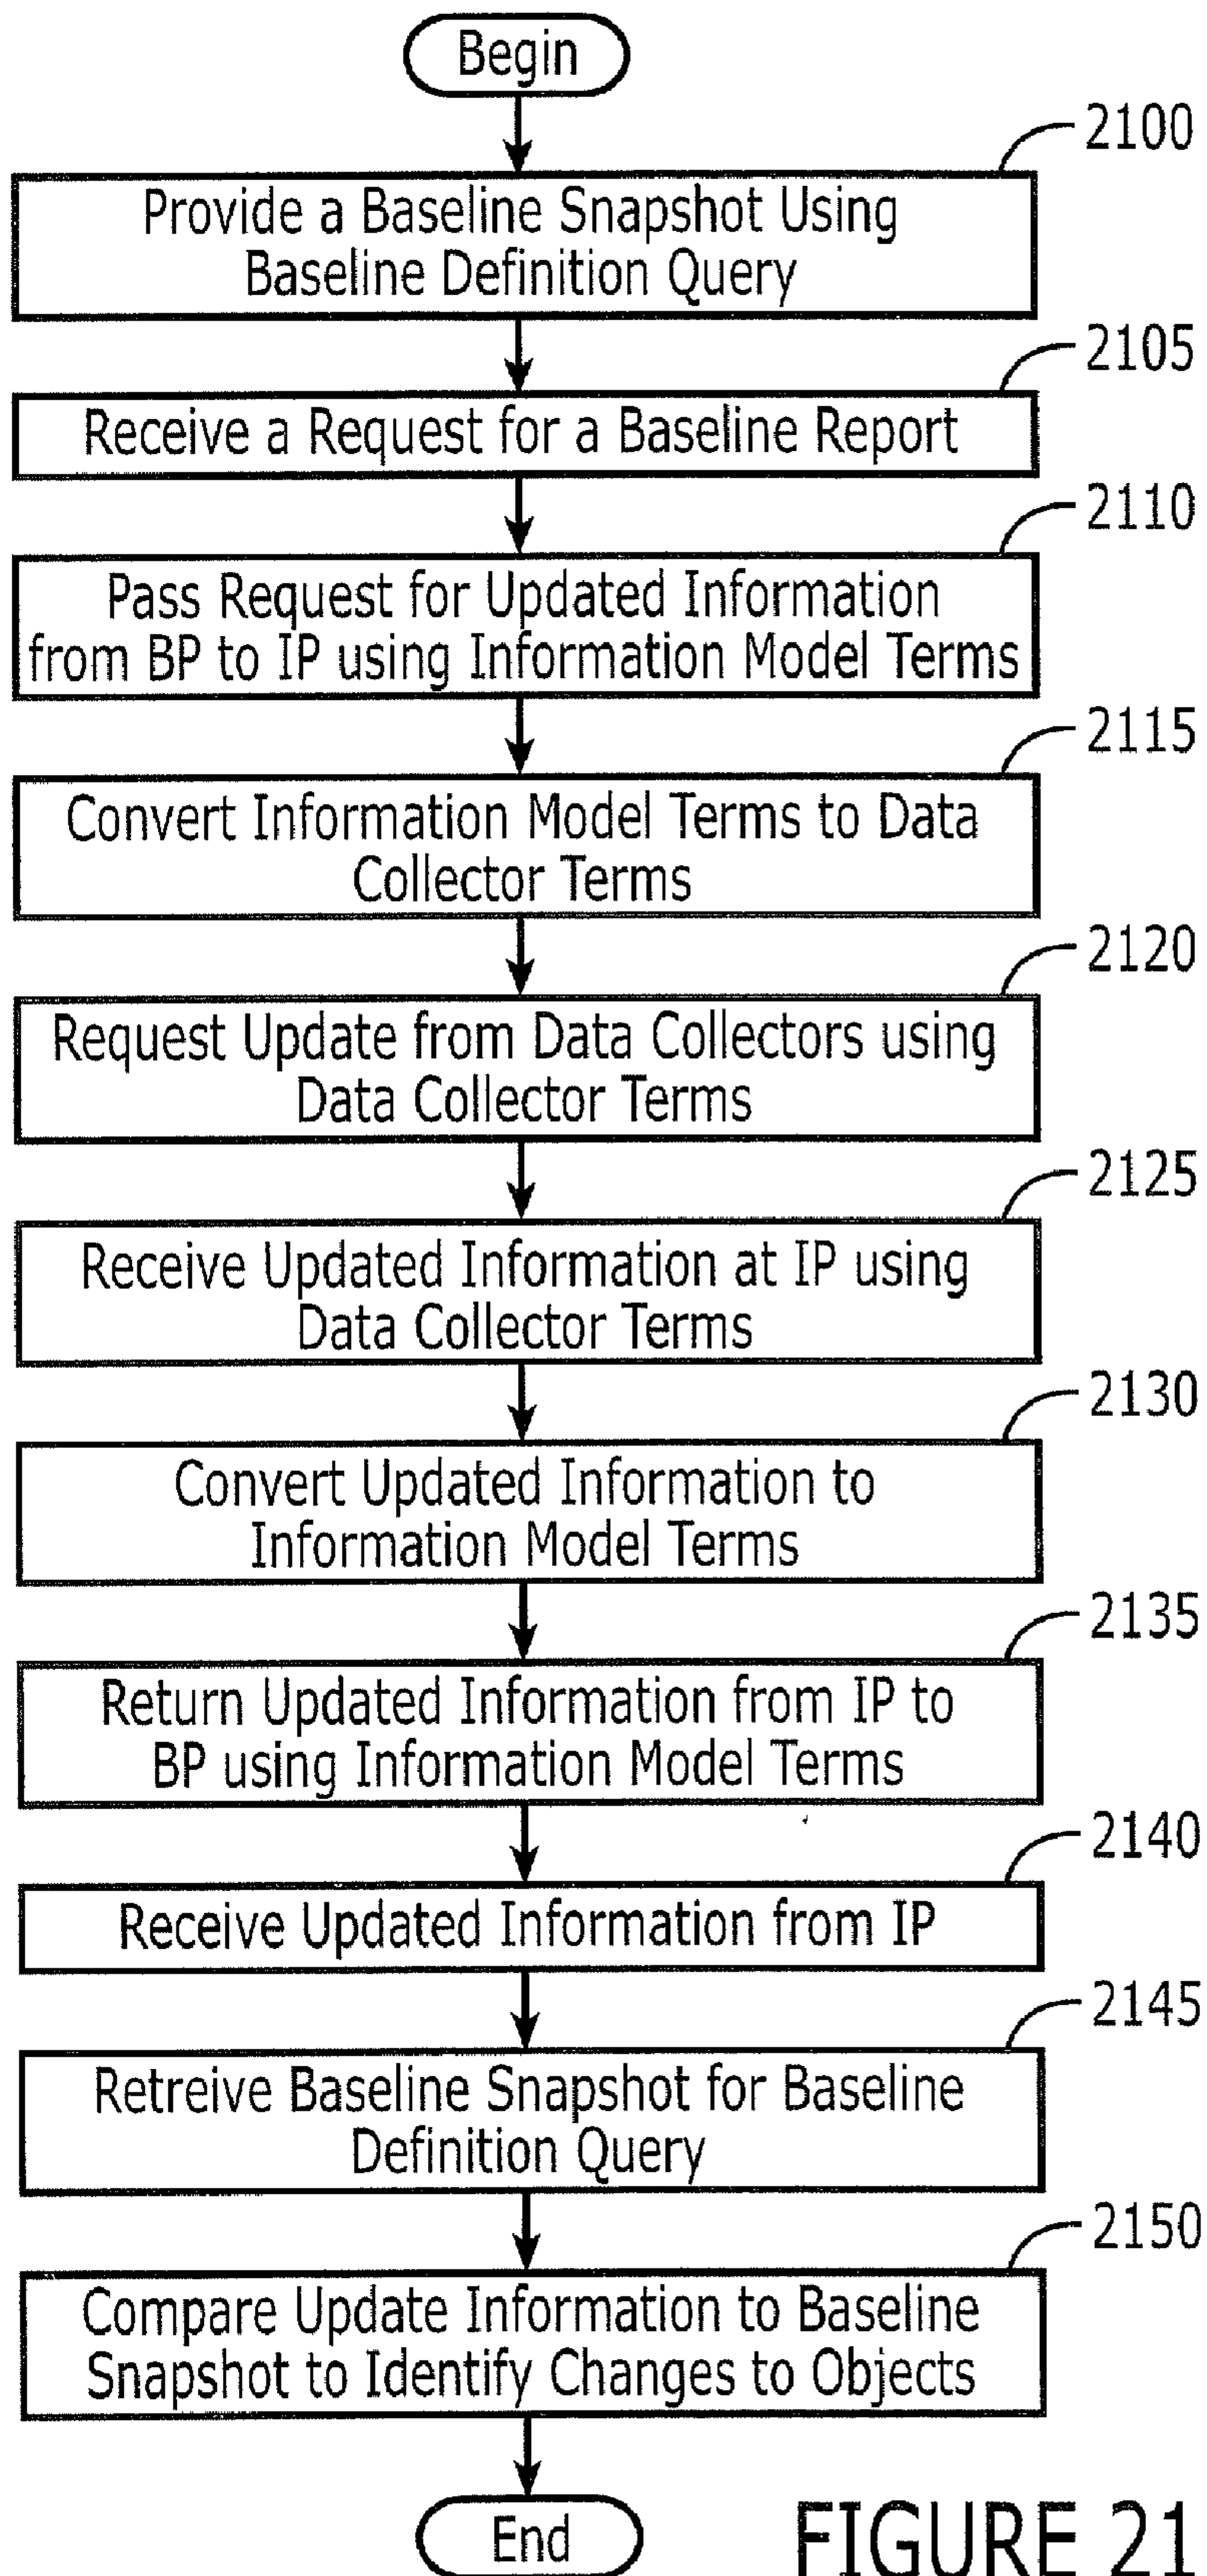 Begin
2100
Provide a Baseline Snapshot Using
Baseline Definition Query
2105
Receive a Request for a Baseline Report
2110
Pass Request for Updated Information
from BP to IP using Information Model Terms
2115
Convert Information Model Terms to Data
Collector Terms
2120
Request Update from Data Collectors using
Data Collector Terms
2125
Receive Updated Information at IP using
Data Collector Terms
2130
Convert Updated Information to
Information Model Terms
2135
Return Updated Information from IP to
BP using Information Model Terms
2140
Receive Updated Information from IP
2145
Retreive Baseline Snapshot for Baseline
Definition Query
2150
Compare Update Information to Baseline
Snapshot to Identify Changes to Objects
End
FIGURE 21